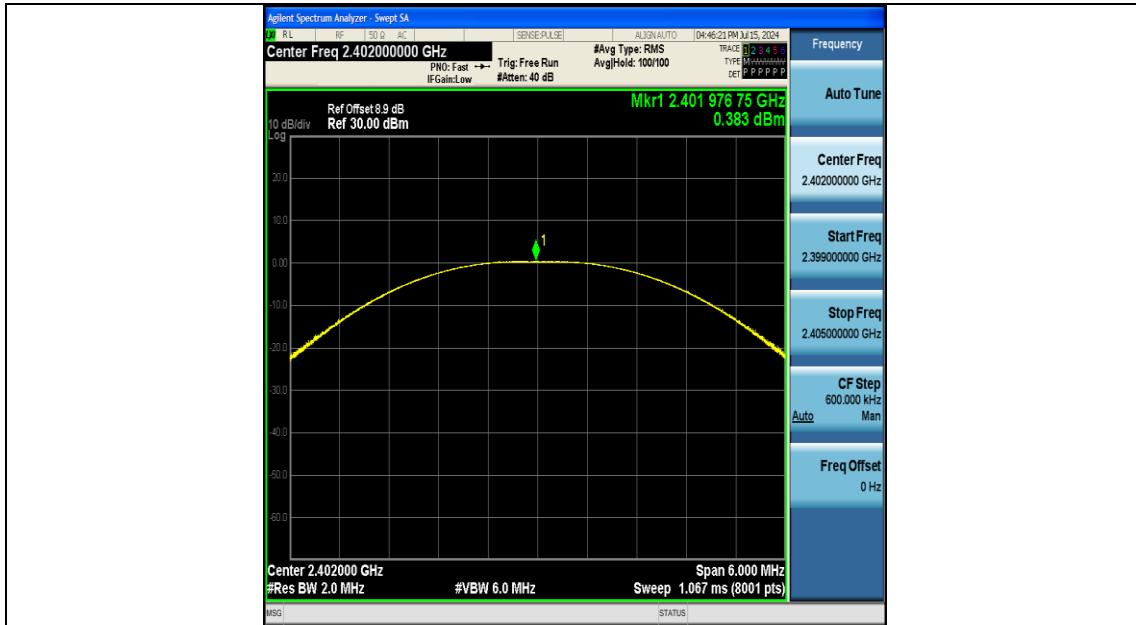 Agilent Spectrum Analyzer - Swept SA
RL RF 50 Ω AC SENSE:PULSE ALIGN AUTO 04:46:21 PM Jul 15, 2024
Center Freq 2.402000000 GHz
PNO: Fast
IFGain:Low
Trig: Free Run
#Atten: 40 dB
#Avg Type: RMS
Avg|Hold: 100/100
TRACE 1 2 3 4 5 6
TYPE M
DET P P P P P P
Mkr1 2.401 976 75 GHz
0.383 dBm
Ref Offset 8.9 dB
10 dB/div Ref 30.00 dBm
Log
20.0
10.0
1
0.00
-10.0
-20.0
-30.0
-40.0
-50.0
-60.0
Center 2.402000 GHz Span 6.000 MHz
#Res BW 2.0 MHz #VBW 6.0 MHz Sweep 1.067 ms (8001 pts)
MSG STATUS
Frequency
Auto Tune
Center Freq
2.402000000 GHz
Start Freq
2.399000000 GHz
Stop Freq
2.405000000 GHz
CF Step
600.000 kHz
Auto Man
Freq Offset
0 Hz